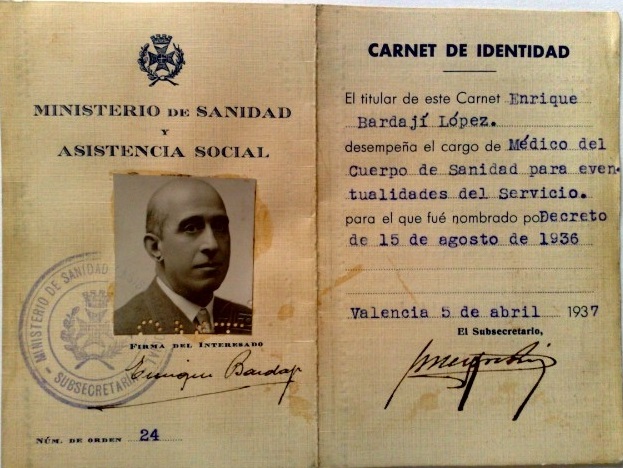 MINISTERIO DE SANIDAD
Y
ASISTENCIA SOCIAL
MINISTERIO DE SANIDAD
SUBSECRETARIA
FIRMA DEL INTERESADO
Enrique Bardají
NÚM. DE ORDEN 24
CARNET DE IDENTIDAD
El titular de este Carnet Enrique
Bardají López.
desempeña el cargo de Médico del
Cuerpo de Sanidad para even-
tualidades del Servicio.
para el que fué nombrado poDecreto
de 15 de agosto de 1936
Valencia 5 de abril 1937
El Subsecretario,